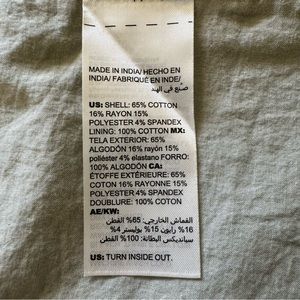 MADE IN INDIA/ HECHO EN
INDIA/ FABRIQUÉ EN INDE/
صنع في الهند
US: SHELL: 65% COTTON
16% RAYON 15%
POLYESTER 4% SPANDEX
LINING: 100% COTTON MX:
TELA EXTERIOR: 65%
ALGODÓN 16% rayón 15%
poliéster 4% elastano FORRO:
100% ALGODÓN CA:
ÉTOFFE EXTÉRIEURE: 65%
COTON 16% RAYONNE 15%
POLYESTER 4% SPANDEX
DOUBLURE: 100% COTON
AE/KW:
القماش الخارجي: 65% القطن
16% رايون 15% بوليستر 4%
سبانديكس البطانة: 100% القطن
US: TURN INSIDE OUT.